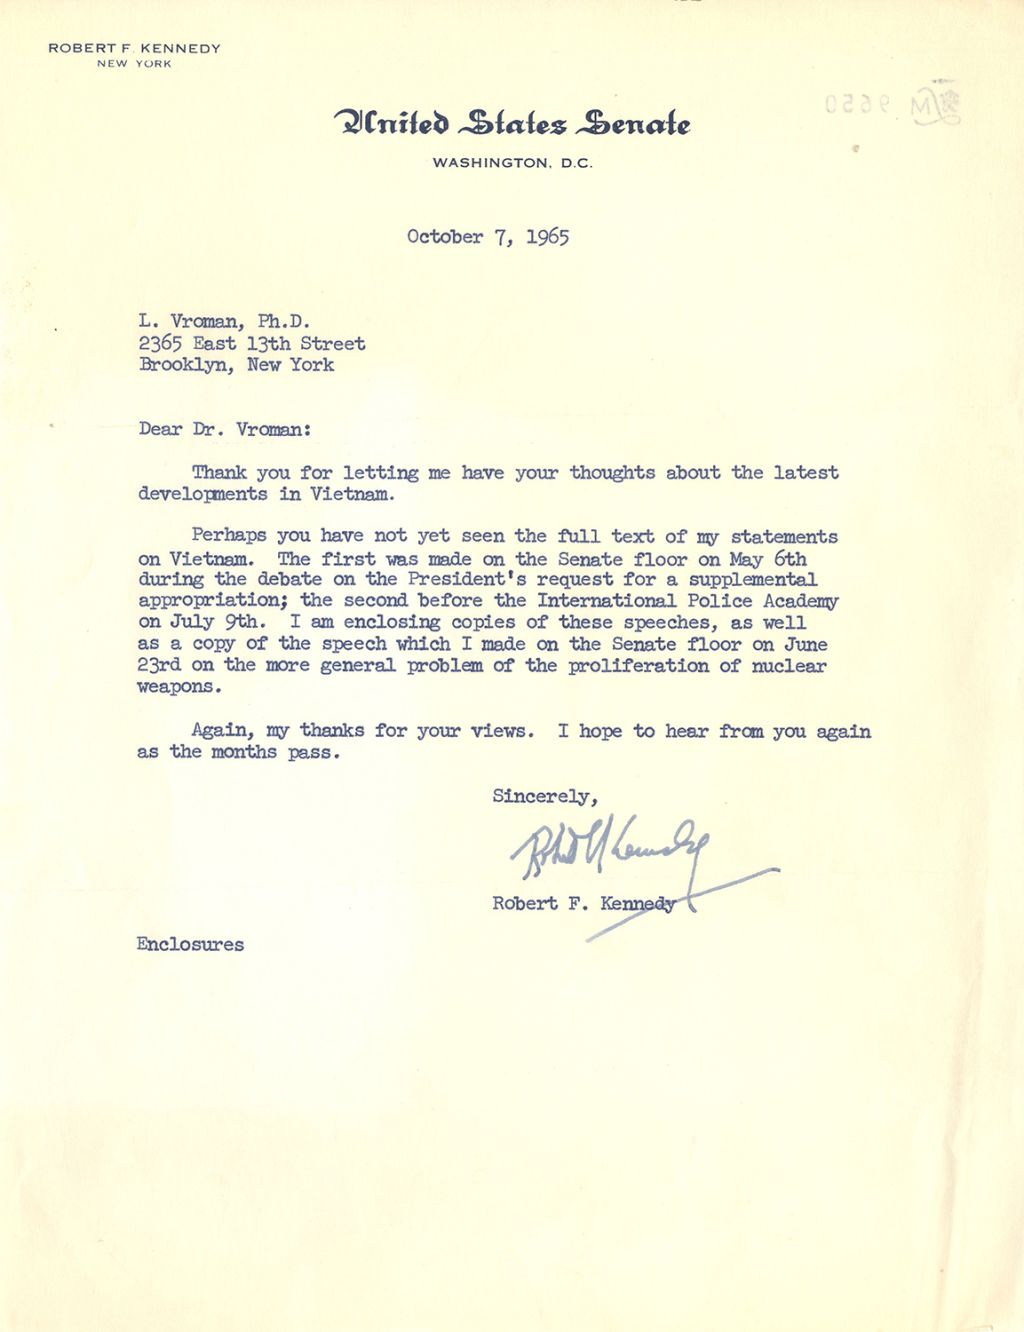 ROBERT F. KENNEDY
NEW YORK
United States Senate
WASHINGTON, D.C.
October 7, 1965
L. Vroman, Ph.D.
2365 East 13th Street
Brooklyn, New York
Dear Dr. Vroman:
Thank you for letting me have your thoughts about the latest
developments in Vietnam.
Perhaps you have not yet seen the full text of my statements
on Vietnam. The first was made on the Senate floor on May 6th
during the debate on the President's request for a supplemental
appropriation; the second before the International Police Academy
on July 9th. I am enclosing copies of these speeches, as well
as a copy of the speech which I made on the Senate floor on June
23rd on the more general problem of the proliferation of nuclear
weapons.
Again, my thanks for your views. I hope to hear from you again
as the months pass.
Sincerely,
Robert F Kennedy
Robert F. Kennedy
Enclosures